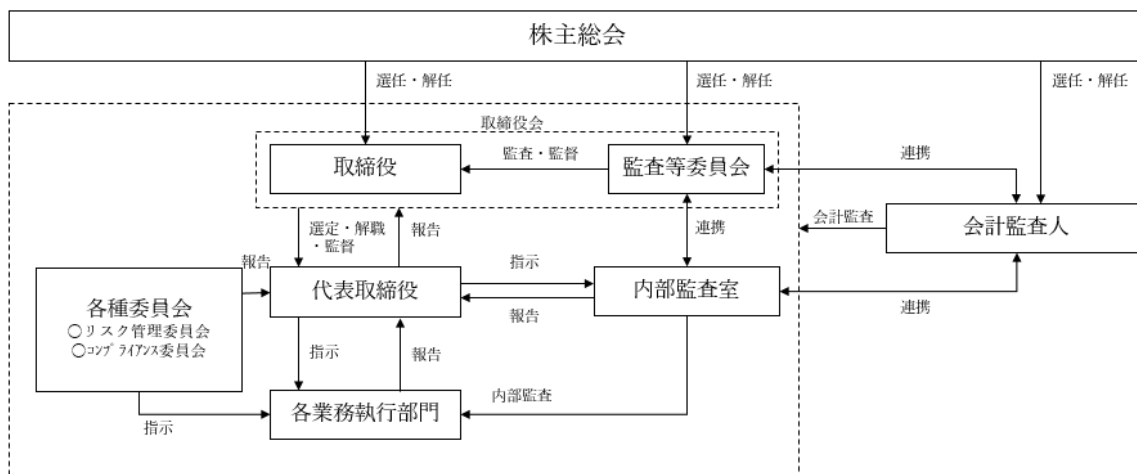 株主総会
選任・解任
選任・解任
選任・解任
取締役会
取締役
監査・監督
監査等委員会
連携
会計監査
会計監査人
選定・解職
・監督
報告
連携
報告
代表取締役
指示
報告
内部監査室
連携
各種委員会
○リスク管理委員会
○コンプライアンス委員会
指示
報告
内部監査
各業務執行部門
指示